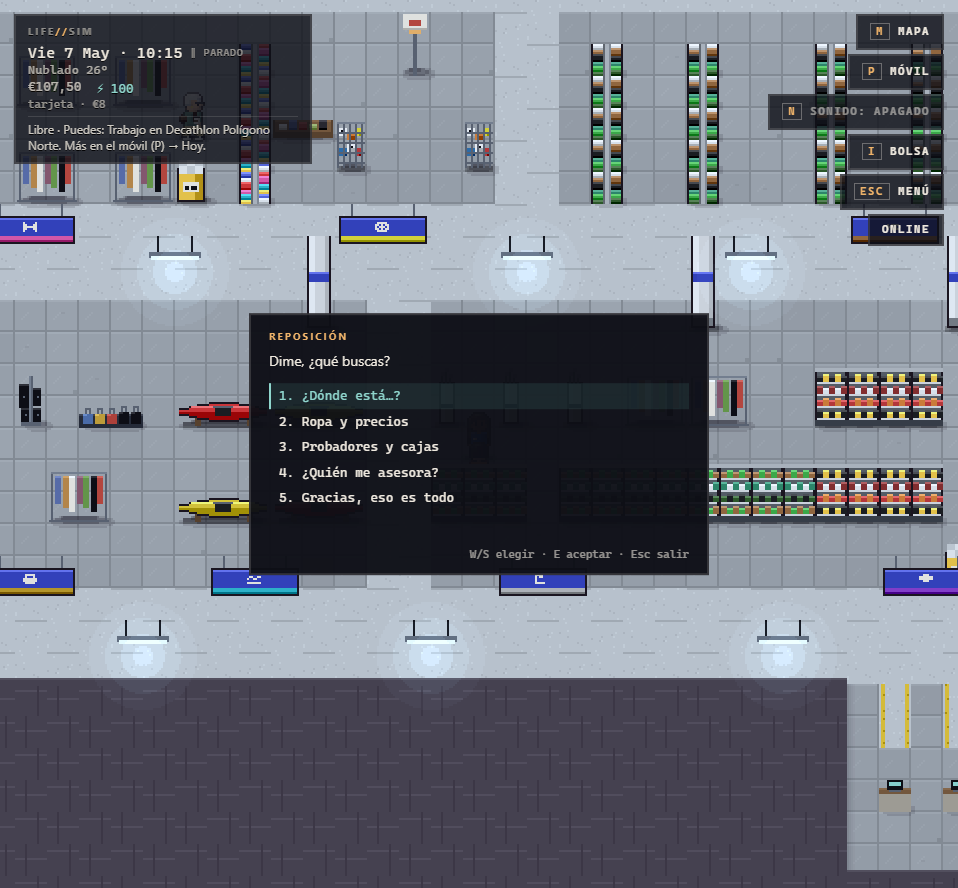 LIFE//SIM
Vie 7 May · 10:15 ‖ PARADO
Nublado 26°
€107,50 ⚡ 100
tarjeta · €8
Libre · Puedes: Trabajo en Decathlon Polígono
Norte. Más en el móvil (P) → Hoy.
M MAPA
P MÓVIL
N SONIDO: APAGADO
I BOLSA
ESC MENÚ
ONLINE
REPOSICIÓN
Dime, ¿qué buscas?
1. ¿Dónde está…?
2. Ropa y precios
3. Probadores y cajas
4. ¿Quién me asesora?
5. Gracias, eso es todo
W/S elegir · E aceptar · Esc salir